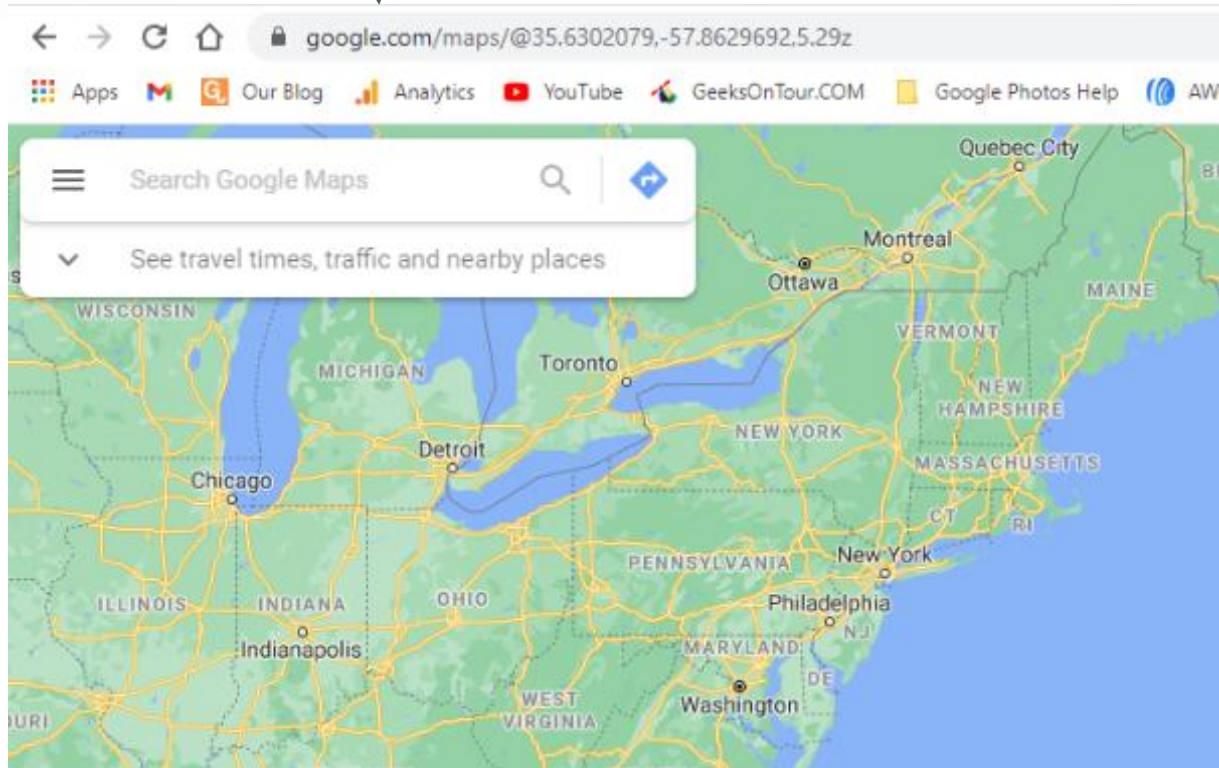 google.com/maps/@35.6302079,-57.8629692,5.29z
Apps Our Blog Analytics YouTube GeeksOnTour.COM Google Photos Help AW
Quebec City
Search Google Maps
Montreal
See travel times, traffic and nearby places
Ottawa
MAINE
WISCONSIN
VERMONT
Toronto
MICHIGAN
NEW
HAMPSHIRE
NEW YORK
Detroit
MASSACHUSETTS
Chicago
CT
RI
New York
PENNSYLVANIA
ILLINOIS
INDIANA
OHIO
Philadelphia
NJ
Indianapolis
MARYLAND
DE
WEST
VIRGINIA
Washington
URI